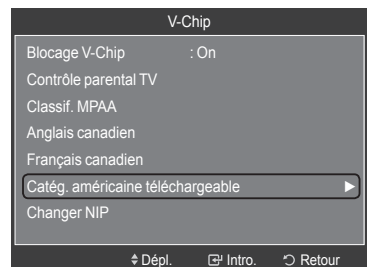 V-Chip
Blocage V-Chip : On
Contrôle parental TV
Classif. MPAA
Anglais canadien
Français canadien
Catég. américaine téléchargeable
Changer NIP
Dépl. Intro. Retour